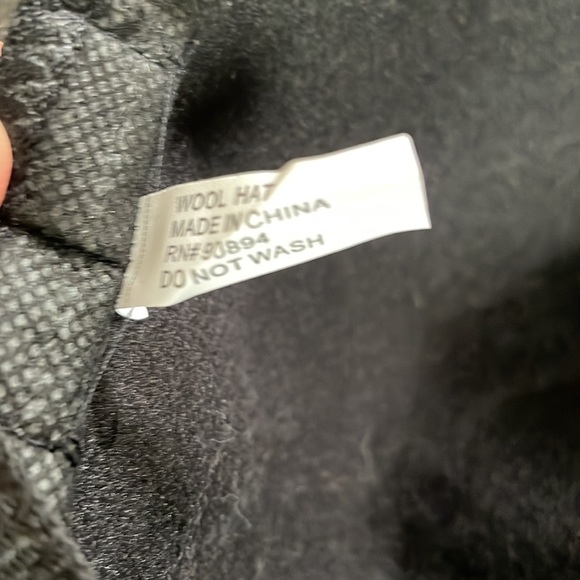 WOOL HAT
MADE IN CHINA
RN# 90894
DO NOT WASH